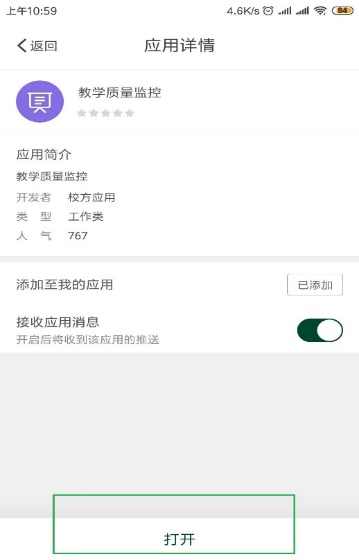 上午10:59 4.6K/s 84
返回 应用详情
教学质量监控
应用简介
教学质量监控
开发者 校方应用
类 型 工作类
人 气 767
添加至我的应用 已添加
接收应用消息
开启后将收到该应用的推送
打开